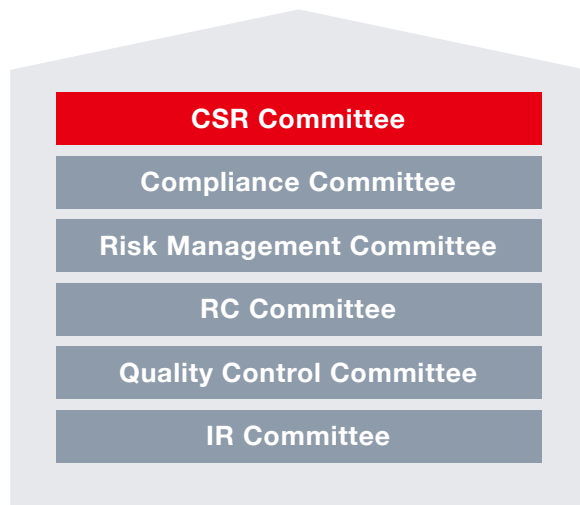 CSR Committee
Compliance Committee
Risk Management Committee
RC Committee
Quality Control Committee
IR Committee